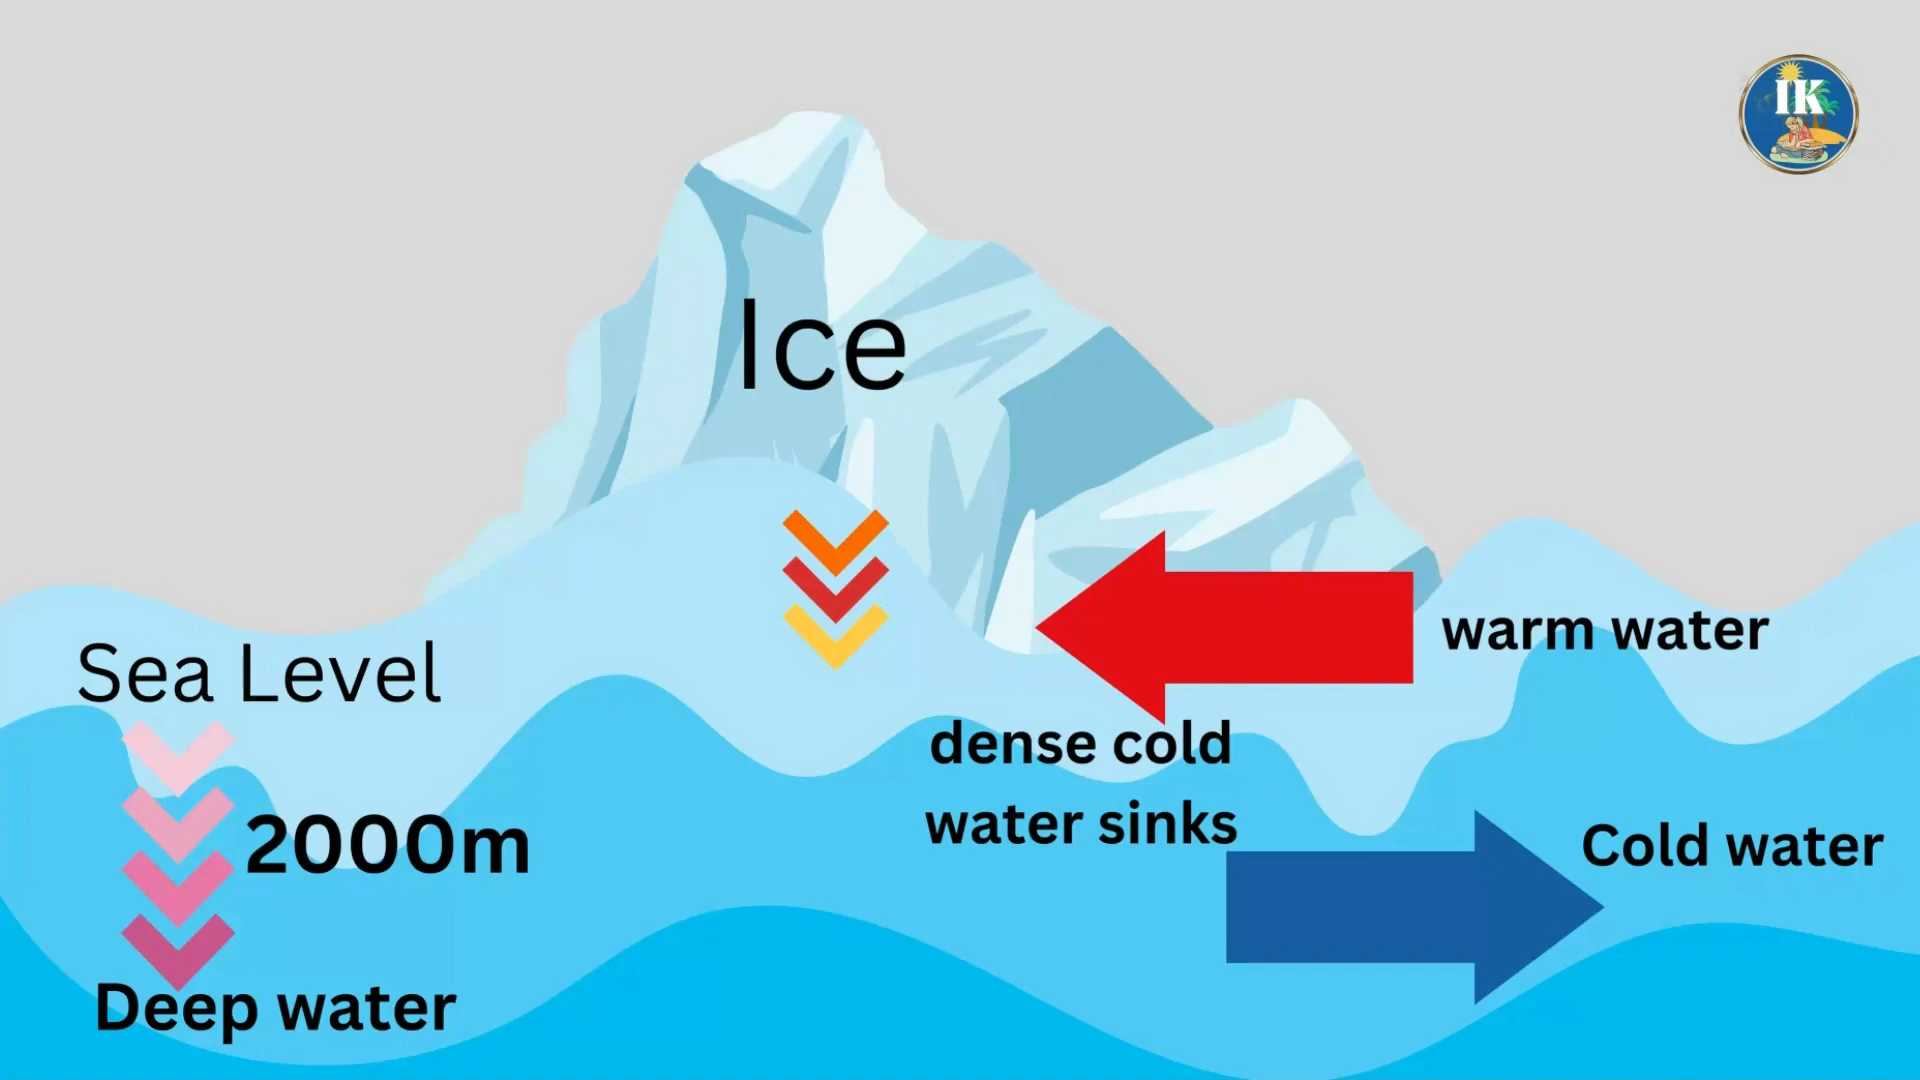 IK
Ice
warm water
Sea Level
dense cold
water sinks
2000m
Cold water
Deep water